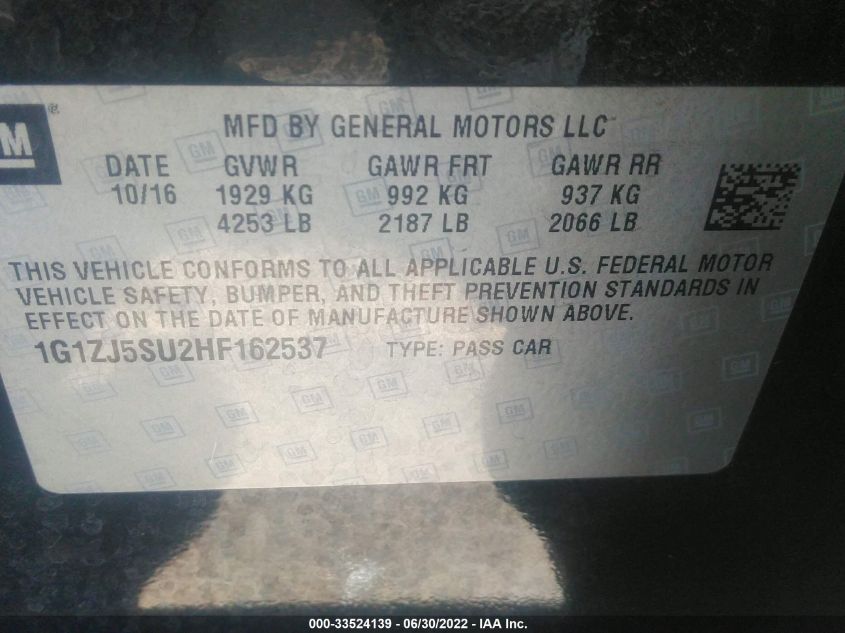 GM
MFD BY GENERAL MOTORS LLC
DATE GVWR GAWR FRT GAWR RR
10/16 1929 KG 992 KG 937 KG
4253 LB 2187 LB 2066 LB
THIS VEHICLE CONFORMS TO ALL APPLICABLE U.S. FEDERAL MOTOR
VEHICLE SAFETY, BUMPER, AND THEFT PREVENTION STANDARDS IN
EFFECT ON THE DATE OF MANUFACTURE SHOWN ABOVE.
1G1ZJ5SU2HF162537 TYPE: PASS CAR
000-33524139 - 06/30/2022 - IAA Inc.